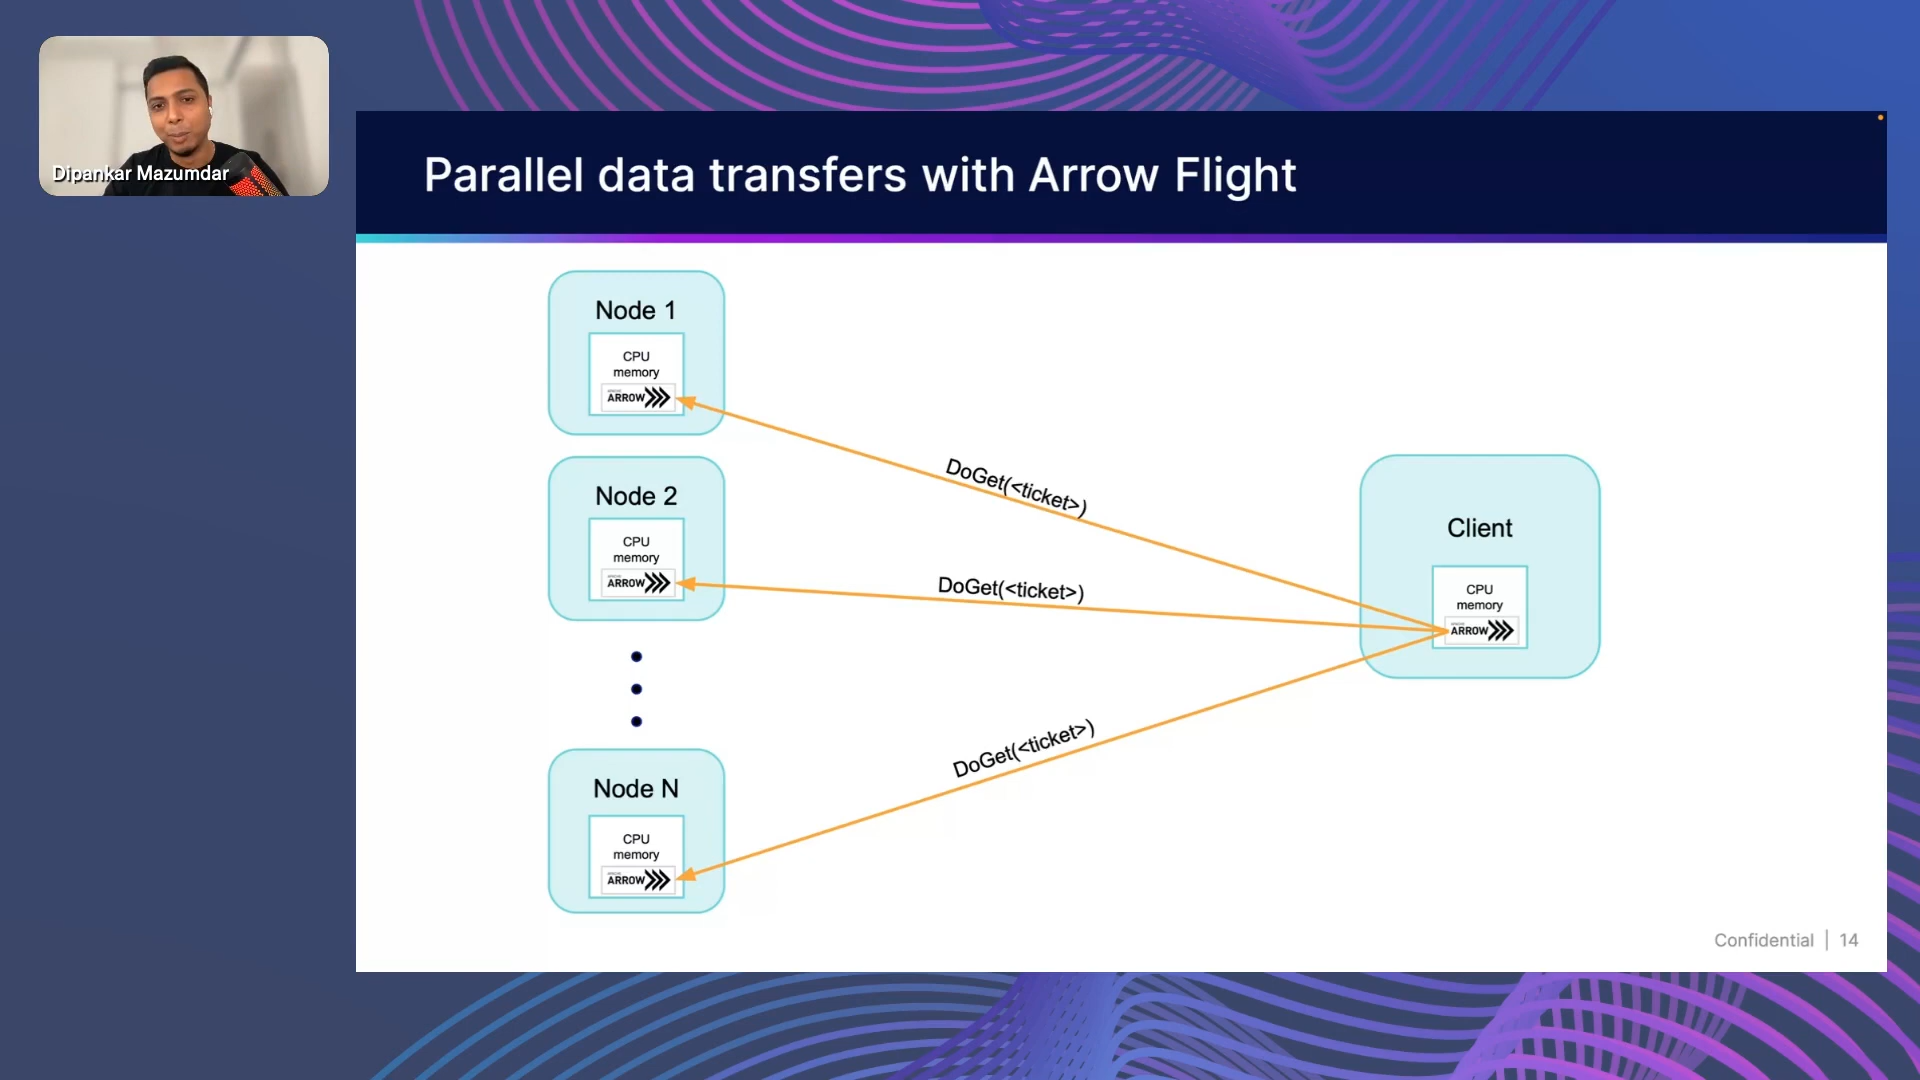 Dipankar Mazumdar
Parallel data transfers with Arrow Flight
Node 1
CPU
memory
ARROW
DoGet(<ticket>)
Node 2
CPU
memory
ARROW
DoGet(<ticket>)
Client
CPU
memory
ARROW
DoGet(<ticket>)
Node N
CPU
memory
ARROW
Confidential | 14